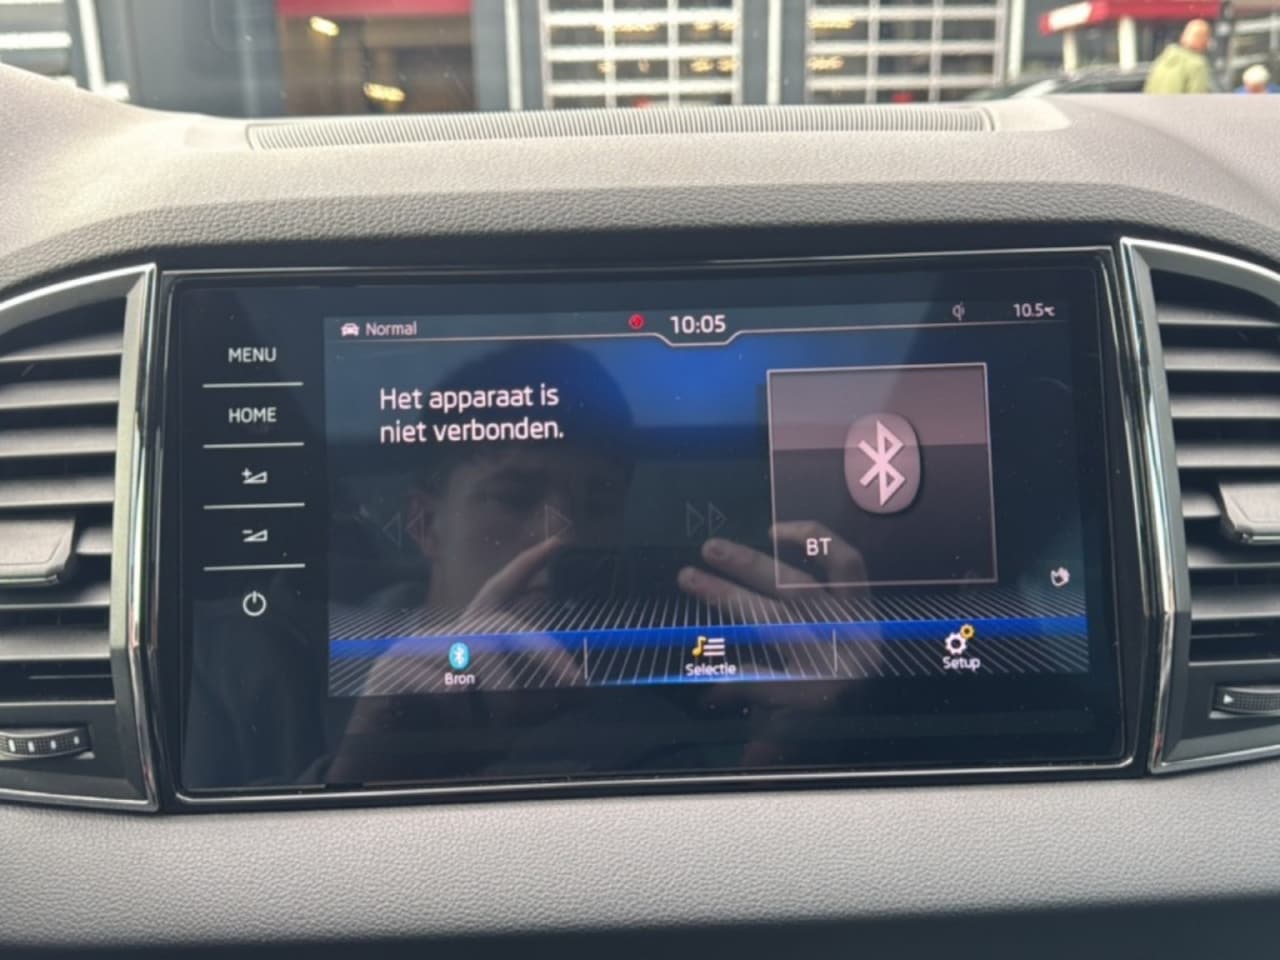 Normal
10:05
10.5°C
MENU
HOME
Het apparaat is
niet verbonden.
BT
Bron
Selectie
Setup